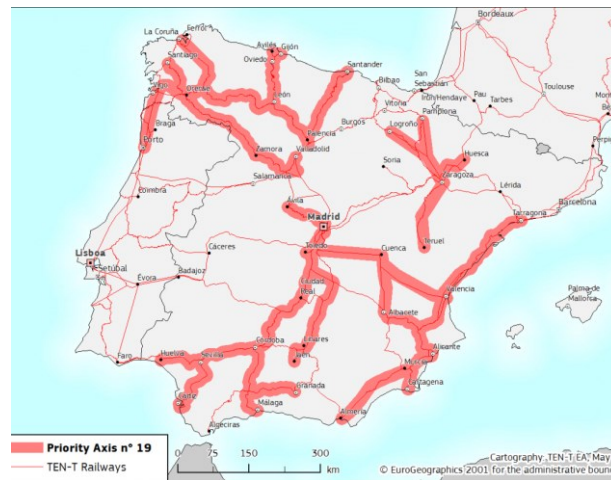 Bordeaux
La Coruña
Ferrol
Avilés
Gijón
Santiago
Oviedo
Santander
Bilbao
San
Sebastián
Irún/Hendaye
Toulouse
Pau
Tarbes
Vitoria
Pamplona
León
Vigo
Burgos
Logroño
Palencia
Braga
Porto
Valladolid
Huesca
Zamora
Soria
Zaragoza
Salamanca
Lérida
Barcelona
Tarragona
Coimbra
Ávila
Madrid
Teruel
Toledo
Cuenca
Cáceres
Lisboa
Setúbal
Évora
Badajoz
Ciudad
Real
Valencia
Palma de
Mallorca
Albacete
Alicante
Linares
Jaén
Córdoba
Faro
Huelva
Sevilla
Cartagena
Granada
Cádiz
Málaga
Almería
Algeciras
Priority Axis n° 19
TEN-T Railways
0 75 150 300
km
Cartography: TEN-T EA, May
© EuroGeographics 2001 for the administrative bound